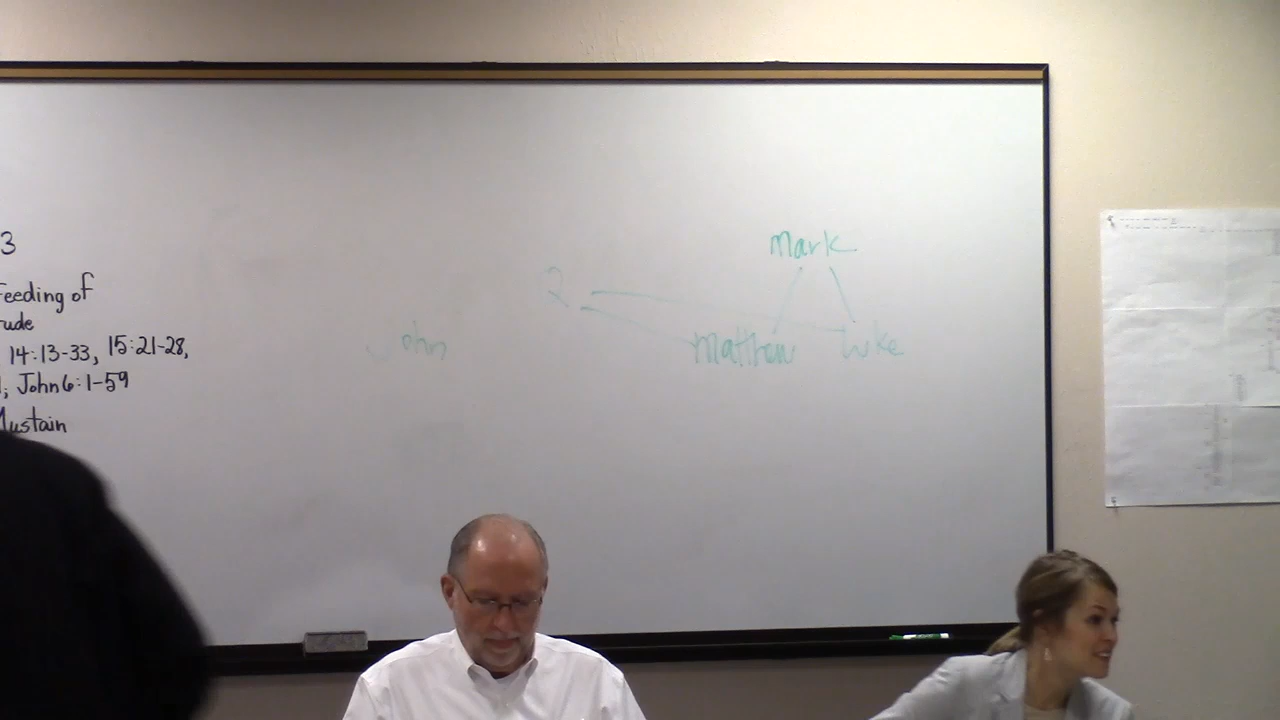 3
Feeding of
rude
14:13-33, 15:21-28,
; John 6:1-59
Mustain
Mark
Q
John
Matthew Luke